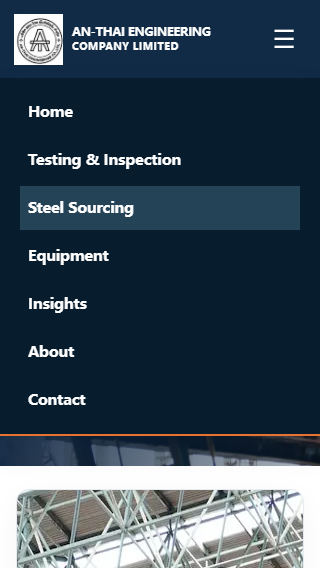 AN-THAI ENGINEERING
COMPANY LIMITED
Home
Testing & Inspection
Steel Sourcing
Equipment
Insights
About
Contact